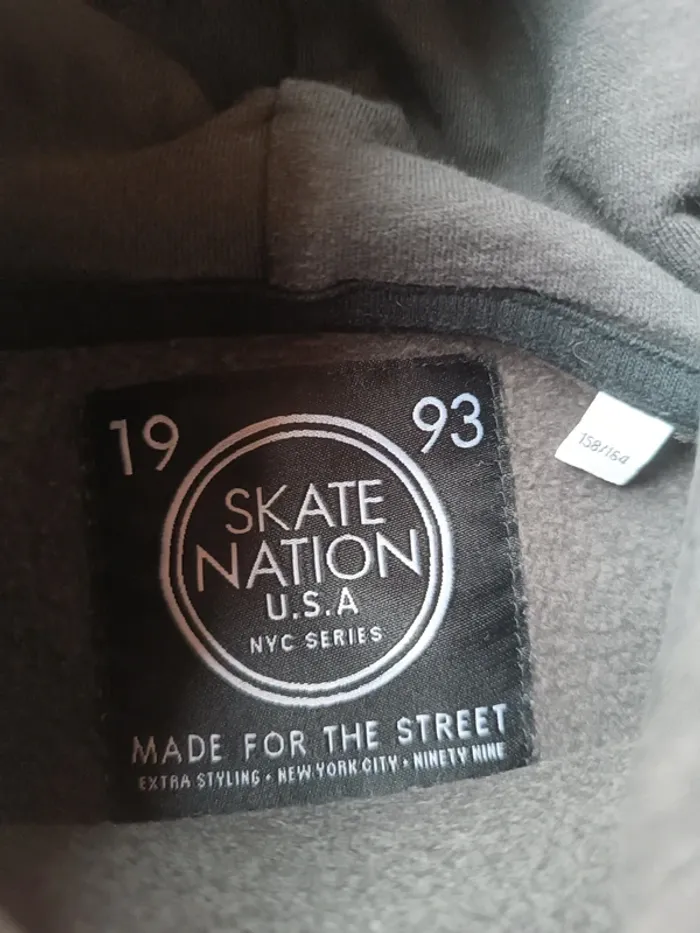 19 93
SKATE
NATION
U.S.A
NYC SERIES
MADE FOR THE STREET
EXTRA STYLING • NEW YORK CITY • NINETY NINE
158/164